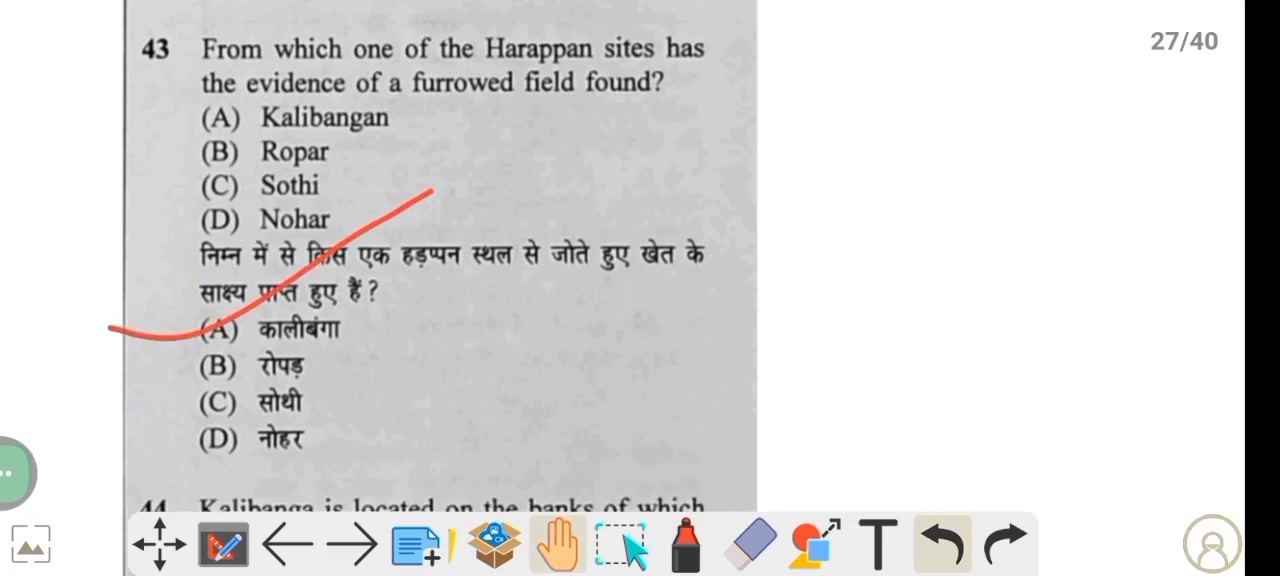 27/40
43 From which one of the Harappan sites has
the evidence of a furrowed field found?
(A) Kalibangan
(B) Ropar
(C) Sothi
(D) Nohar
निम्न में से किस एक हड़प्पन स्थल से जोते हुए खेत के
साक्ष्य प्राप्त हुए हैं?
(A) कालीबंगा
(B) रोपड़
(C) सोथी
(D) नोहर
44 Kalibanga is located on the banks of which
T